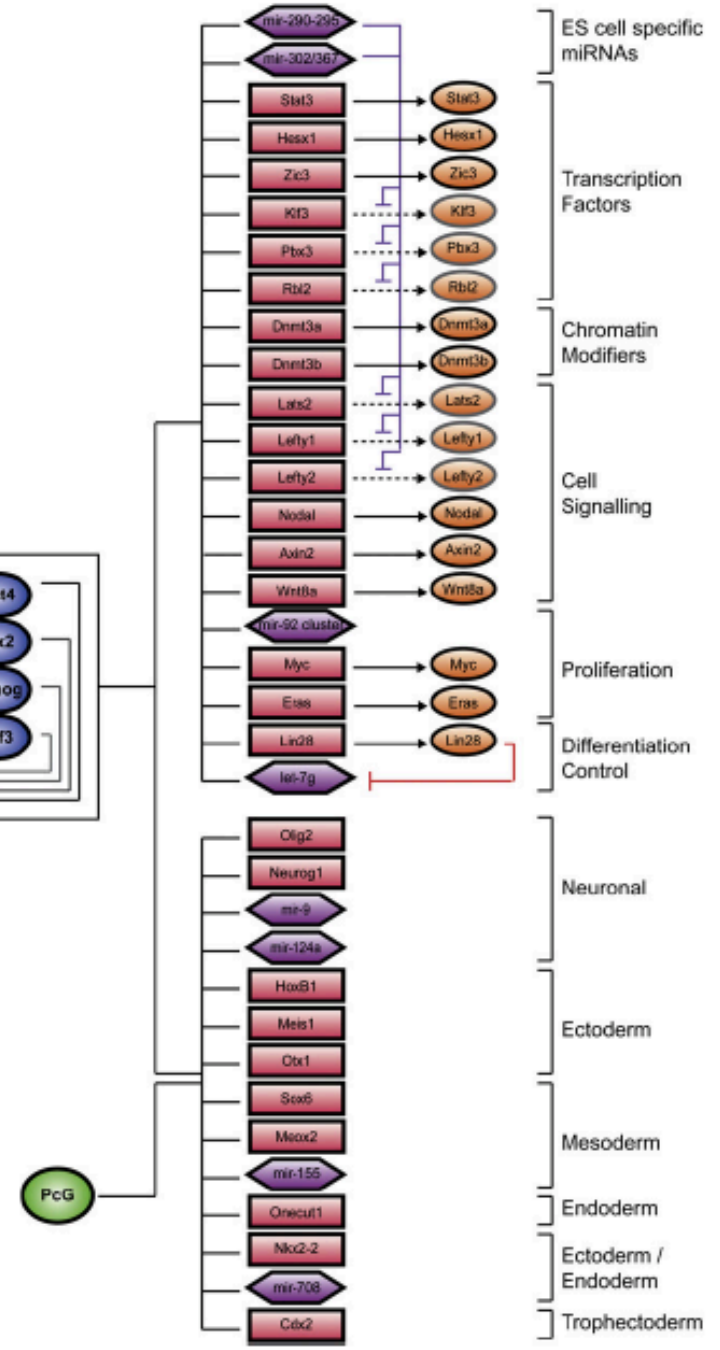 mir-290-295
mir-302/367
ES cell specific
miRNAs
Stat3 Stat3
Hesx1 Hesx1
Zic3 Zic3
Klf3 Klf3
Pbx3 Pbx3
Rbl2 Rbl2
Transcription
Factors
Dnmt3a Dnmt3a
Dnmt3b Dnmt3b
Chromatin
Modifiers
Lats2 Lats2
Lefty1 Lefty1
Lefty2 Lefty2
Nodal Nodal
Axin2 Axin2
Wnt8a Wnt8a
Cell
Signalling
t4
x2
og
f3
mir-92 cluster
Myc Myc
Eras Eras
Proliferation
Lin28 Lin28
let-7g
Differentiation
Control
Olig2
Neurog1
mir-9
mir-124a
Neuronal
HoxB1
Meis1
Otx1
Ectoderm
Sox6
Meox2
mir-155
Mesoderm
PcG
Onecut1
Endoderm
Nkx2-2
mir-708
Ectoderm /
Endoderm
Cdx2
Trophectoderm